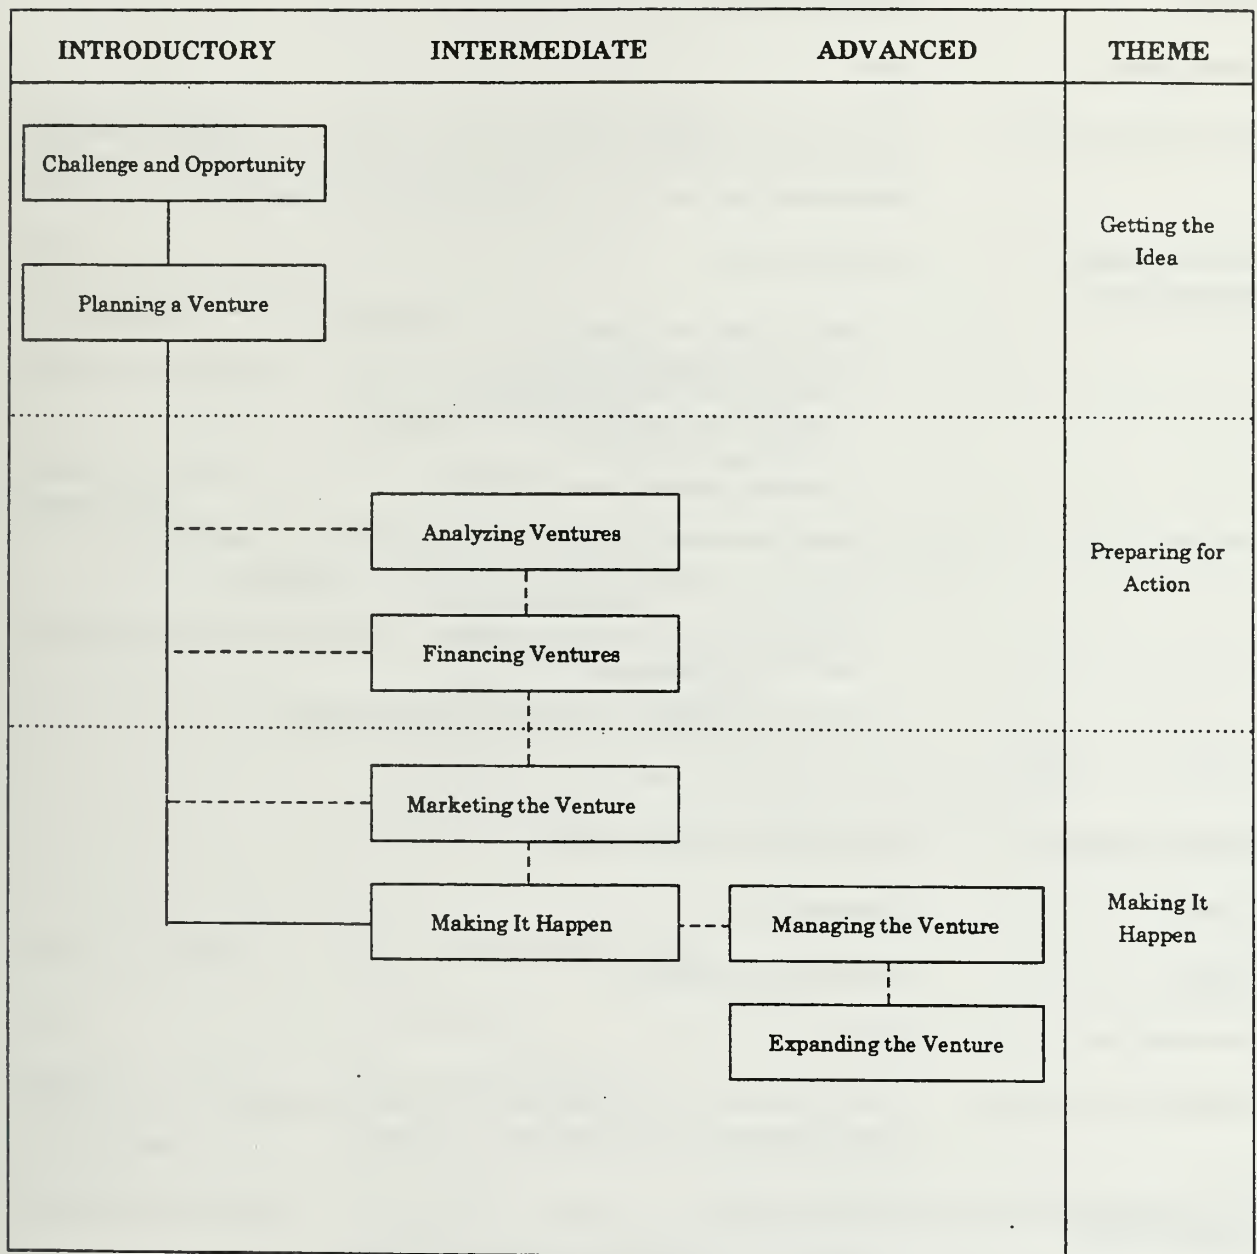 INTRODUCTORY INTERMEDIATE ADVANCED THEME
Challenge and Opportunity
Getting the
Idea
Planning a Venture
Analyzing Ventures
Preparing for
Action
Financing Ventures
Marketing the Venture
Making It Happen
Managing the Venture
Making It
Happen
Expanding the Venture